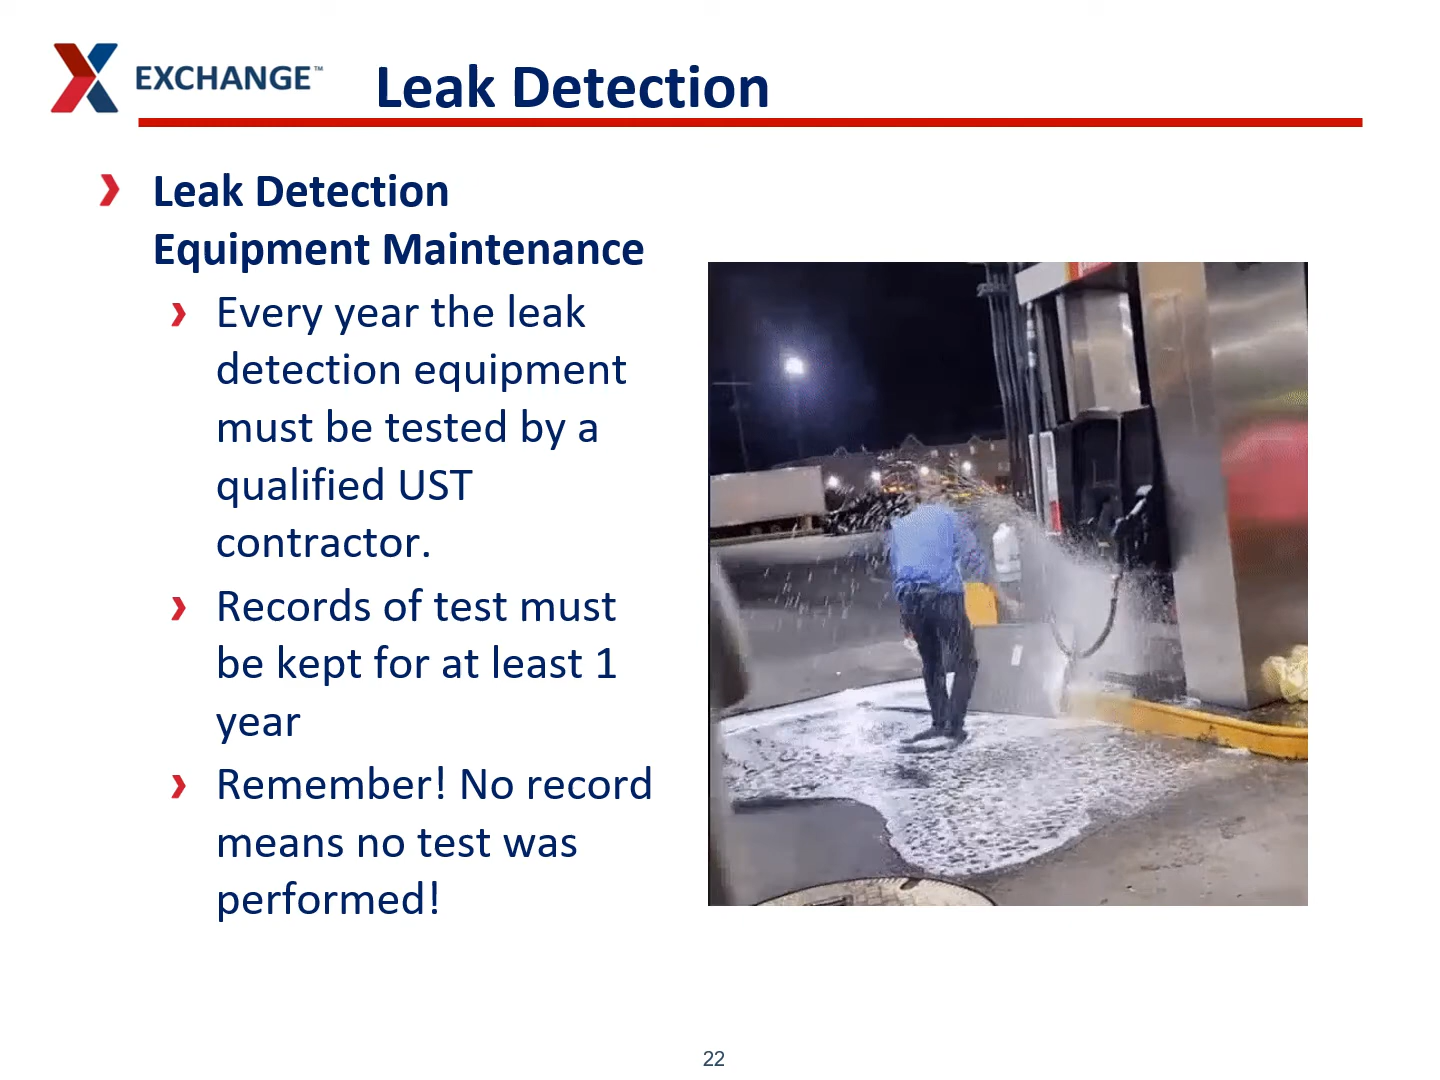 EXCHANGE™
Leak Detection
Leak Detection
Equipment Maintenance
Every year the leak
detection equipment
must be tested by a
qualified UST
contractor.
Records of test must
be kept for at least 1
year
Remember! No record
means no test was
performed!
22